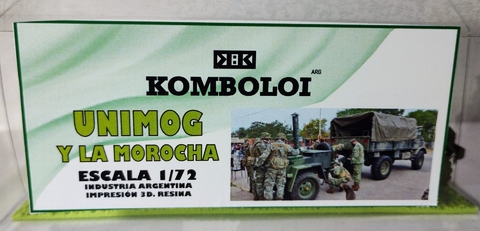 KOMBOLOI
ARG
UNIMOG
Y LA MOROCHA
ESCALA 1/72
INDUSTRIA ARGENTINA
IMPRESIÓN 3D. RESINA